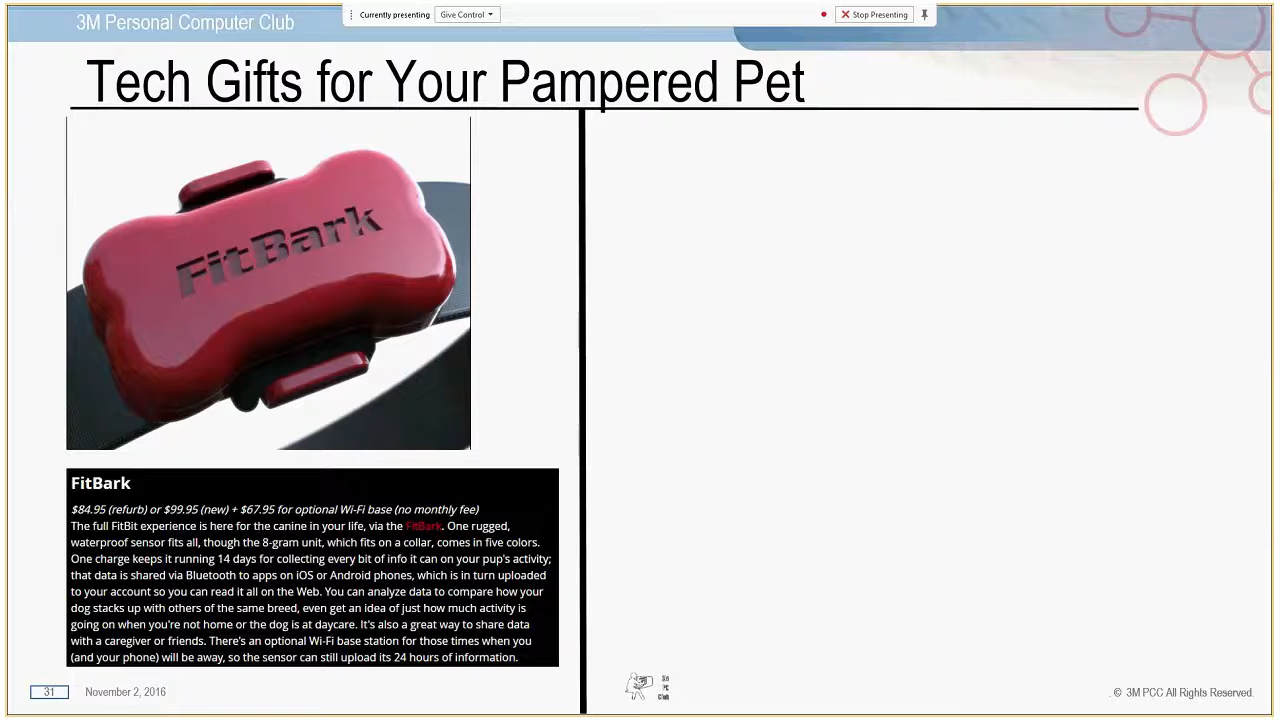 3M Personal Computer Club
Currently presenting
Give Control
Stop Presenting
Tech Gifts for Your Pampered Pet
FitBark
FitBark
$84.95 (refurb) or $99.95 (new) + $67.95 for optional Wi-Fi base (no monthly fee)
The full FitBit experience is here for the canine in your life, via the FitBark. One rugged,
waterproof sensor fits all, though the 8-gram unit, which fits on a collar, comes in five colors.
One charge keeps it running 14 days for collecting every bit of info it can on your pup's activity;
that data is shared via Bluetooth to apps on iOS or Android phones, which is in turn uploaded
to your account so you can read it all on the Web. You can analyze data to compare how your
dog stacks up with others of the same breed, even get an idea of just how much activity is
going on when you're not home or the dog is at daycare. It's also a great way to share data
with a caregiver or friends. There's an optional Wi-Fi base station for those times when you
(and your phone) will be away, so the sensor can still upload its 24 hours of information.
31
November 2, 2016
3M
PC
Club
. © 3M PCC All Rights Reserved.